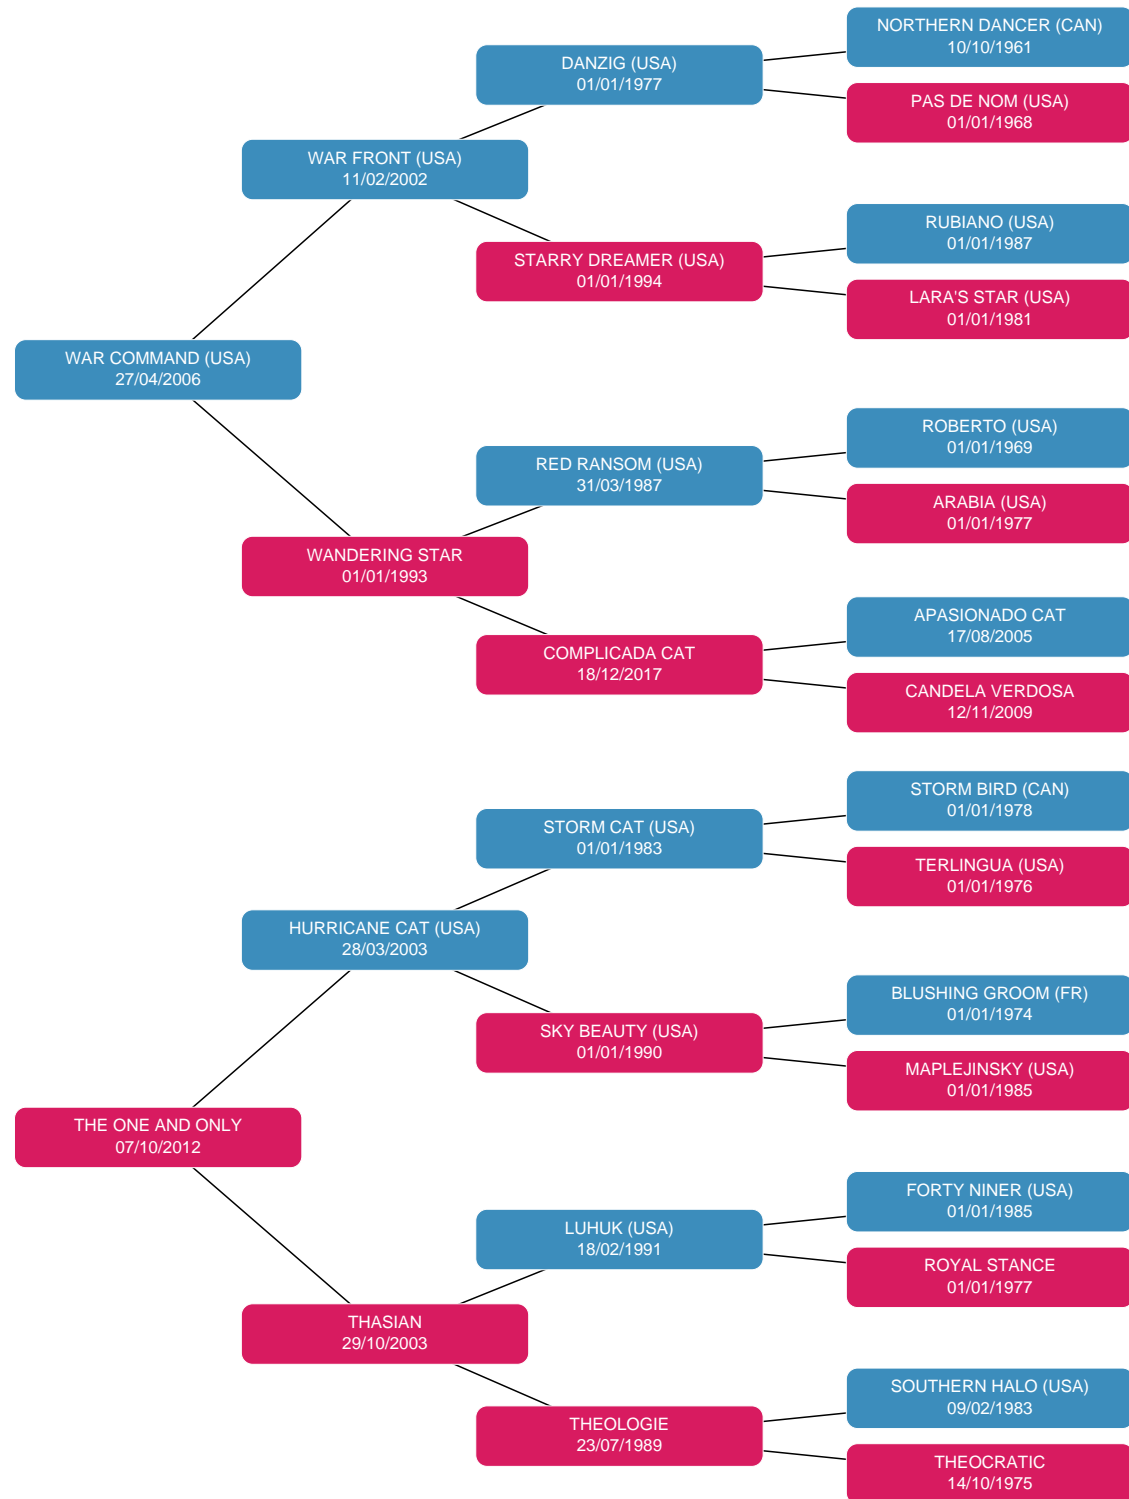 NORTHERN DANCER (CAN)
10/10/1961
DANZIG (USA)
01/01/1977
PAS DE NOM (USA)
01/01/1968
WAR FRONT (USA)
11/02/2002
RUBIANO (USA)
01/01/1987
STARRY DREAMER (USA)
01/01/1994
LARA'S STAR (USA)
01/01/1981
WAR COMMAND (USA)
27/04/2006
ROBERTO (USA)
01/01/1969
RED RANSOM (USA)
31/03/1987
ARABIA (USA)
01/01/1977
WANDERING STAR
01/01/1993
APASIONADO CAT
17/08/2005
COMPLICADA CAT
18/12/2017
CANDELA VERDOSA
12/11/2009
STORM BIRD (CAN)
01/01/1978
STORM CAT (USA)
01/01/1983
TERLINGUA (USA)
01/01/1976
HURRICANE CAT (USA)
28/03/2003
BLUSHING GROOM (FR)
01/01/1974
SKY BEAUTY (USA)
01/01/1990
MAPLEJINSKY (USA)
01/01/1985
THE ONE AND ONLY
07/10/2012
FORTY NINER (USA)
01/01/1985
LUHUK (USA)
18/02/1991
ROYAL STANCE
01/01/1977
THASIAN
29/10/2003
SOUTHERN HALO (USA)
09/02/1983
THEOLOGIE
23/07/1989
THEOCRATIC
14/10/1975